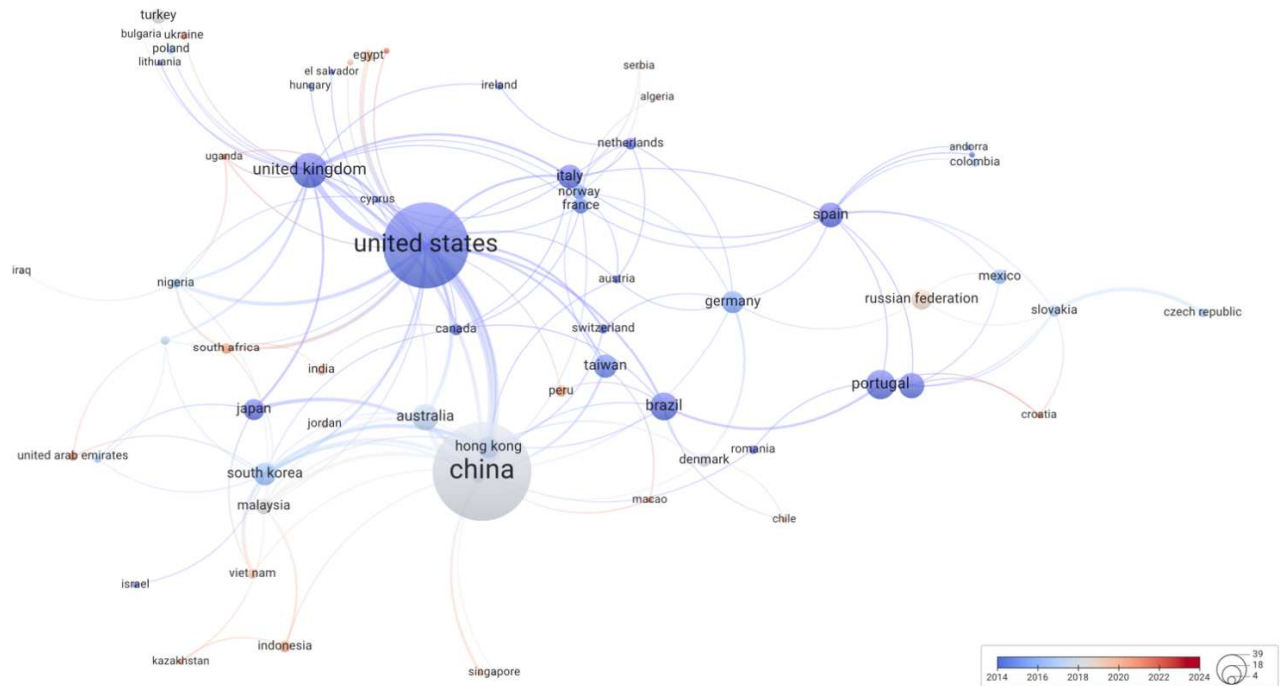 turkey
bulgaria ukraine
poland
lithuania
egypt
el salvador
hungary
ireland
serbia
algeria
netherlands
andorra
colombia
uganda
united kingdom
italy
norway
france
cyprus
spain
united states
iraq
nigeria
austria
germany
mexico
russian federation
slovakia
czech republic
canada
switzerland
south africa
india
taiwan
peru
portugal
japan
jordan
australia
brazil
croatia
hong kong
romania
denmark
united arab emirates
south korea
china
malaysia
macao
chile
viet nam
israel
indonesia
kazakhstan
singapore
39
18
4
2014 2016 2018 2020 2022 2024